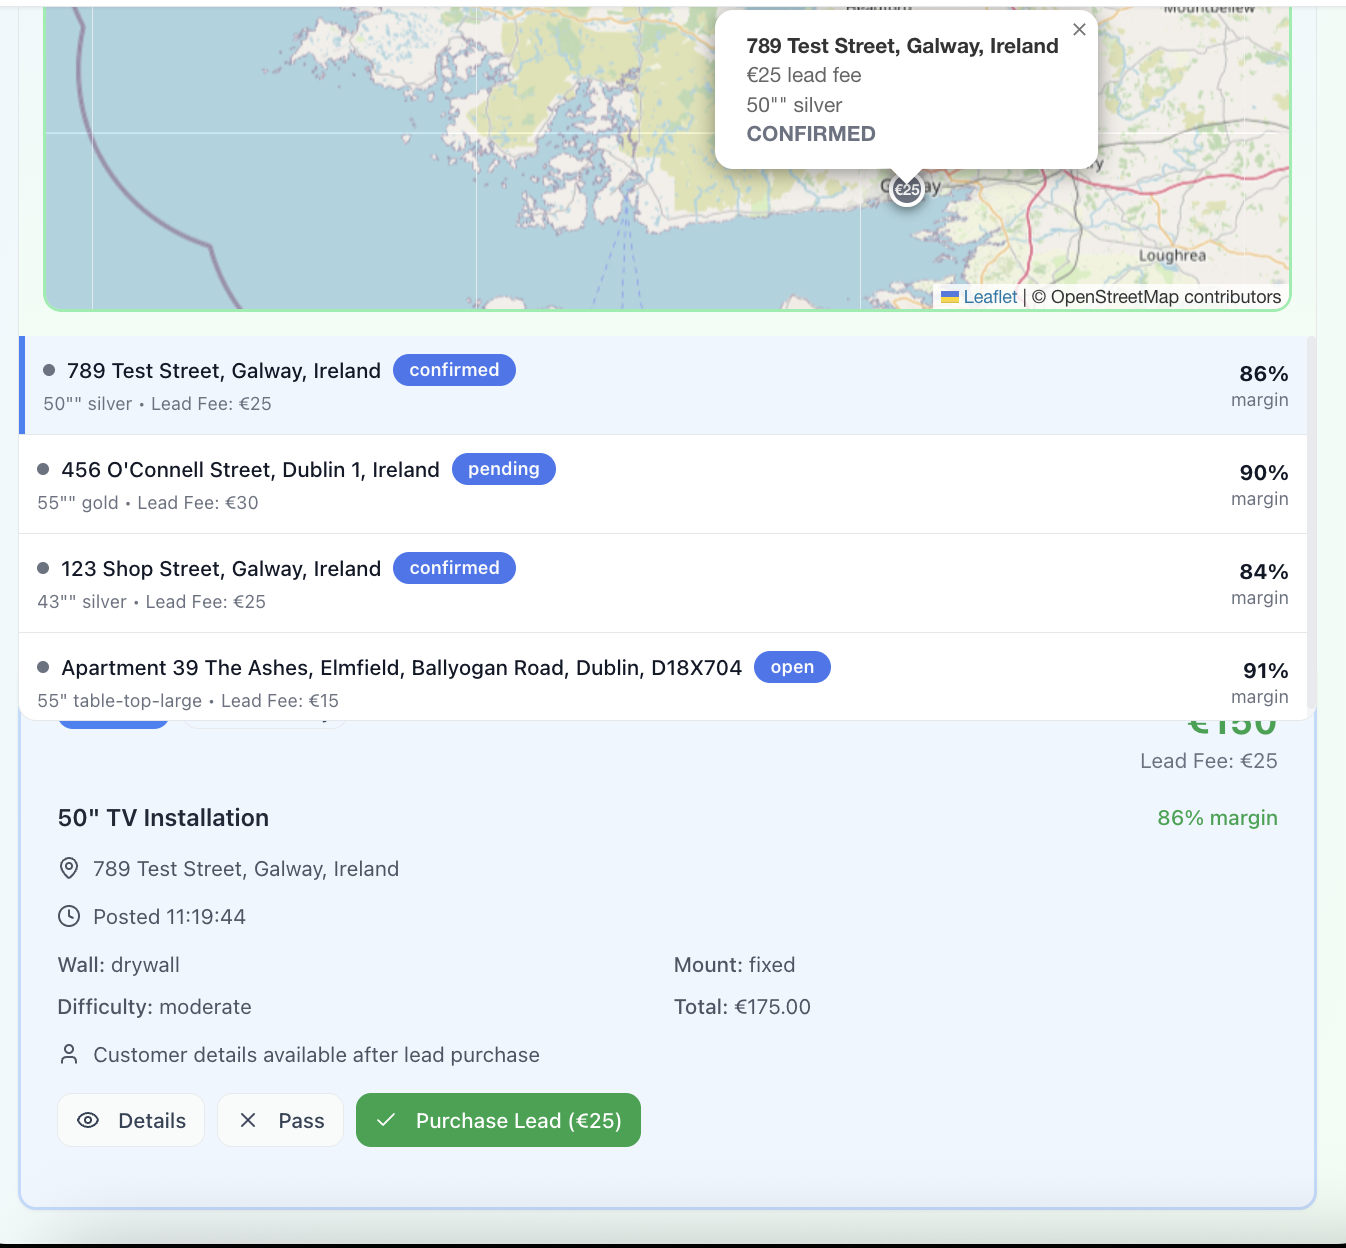 Mountbellew
×
789 Test Street, Galway, Ireland
€25 lead fee
50"" silver
CONFIRMED
€25
Loughrea
Leaflet | © OpenStreetMap contributors
789 Test Street, Galway, Ireland confirmed
50"" silver • Lead Fee: €25
86%
margin
456 O'Connell Street, Dublin 1, Ireland pending
55"" gold • Lead Fee: €30
90%
margin
123 Shop Street, Galway, Ireland confirmed
43"" silver • Lead Fee: €25
84%
margin
Apartment 39 The Ashes, Elmfield, Ballyogan Road, Dublin, D18X704 open
55" table-top-large • Lead Fee: €15
91%
margin
€150
Lead Fee: €25
50" TV Installation
86% margin
789 Test Street, Galway, Ireland
Posted 11:19:44
Wall: drywall
Mount: fixed
Difficulty: moderate
Total: €175.00
Customer details available after lead purchase
Details
Pass
Purchase Lead (€25)